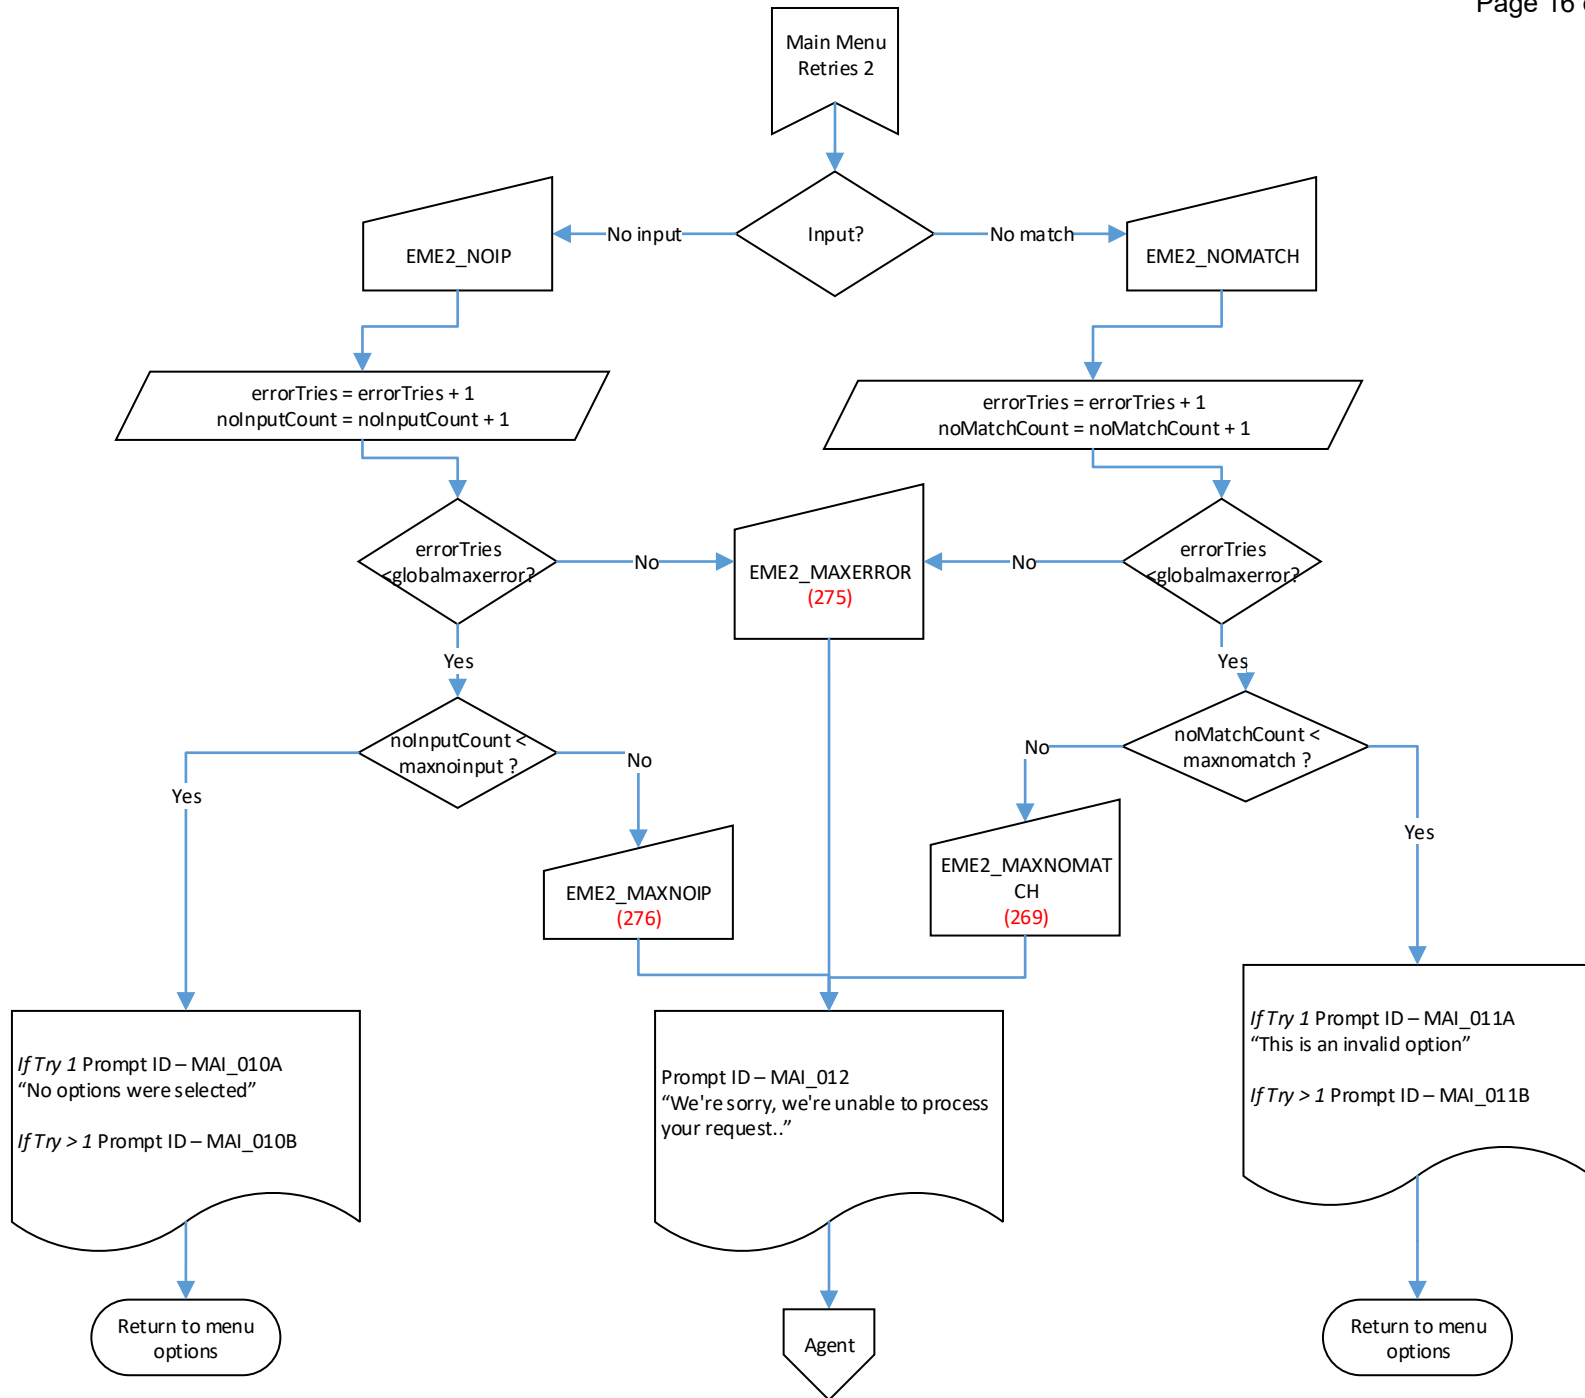 Page 16
Main Menu
Retries 2
Input?
No input
No match
EME2_NOIP
EME2_NOMATCH
errorTries = errorTries + 1
noInputCount = noInputCount + 1
errorTries = errorTries + 1
noMatchCount = noMatchCount + 1
errorTries
<globalmaxerror?
No
EME2_MAXERROR
(275)
No
errorTries
<globalmaxerror?
Yes
Yes
noInputCount <
maxnoinput ?
No
No
noMatchCount <
maxnomatch ?
Yes
Yes
EME2_MAXNOIP
(276)
EME2_MAXNOMAT
CH
(269)
If Try 1 Prompt ID – MAI_010A
“No options were selected”
If Try > 1 Prompt ID – MAI_010B
Prompt ID – MAI_012
“We're sorry, we're unable to process
your request..”
If Try 1 Prompt ID – MAI_011A
“This is an invalid option”
If Try > 1 Prompt ID – MAI_011B
Return to menu
options
Agent
Return to menu
options